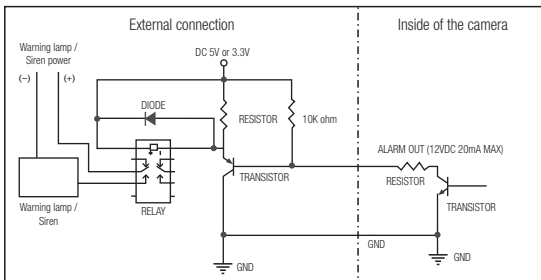 External connection
Inside of the camera
Warning lamp /
Siren power
(−)
(+)
DC 5V or 3.3V
DIODE
RESISTOR
10K ohm
ALARM OUT (12VDC 20mA MAX)
RESISTOR
TRANSISTOR
TRANSISTOR
RELAY
Warning lamp /
Siren
GND
GND
GND